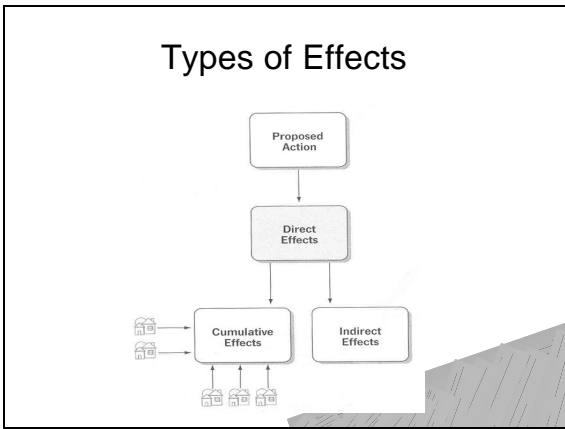 Types of Effects
Proposed
Action
Direct
Effects
Cumulative
Effects
Indirect
Effects